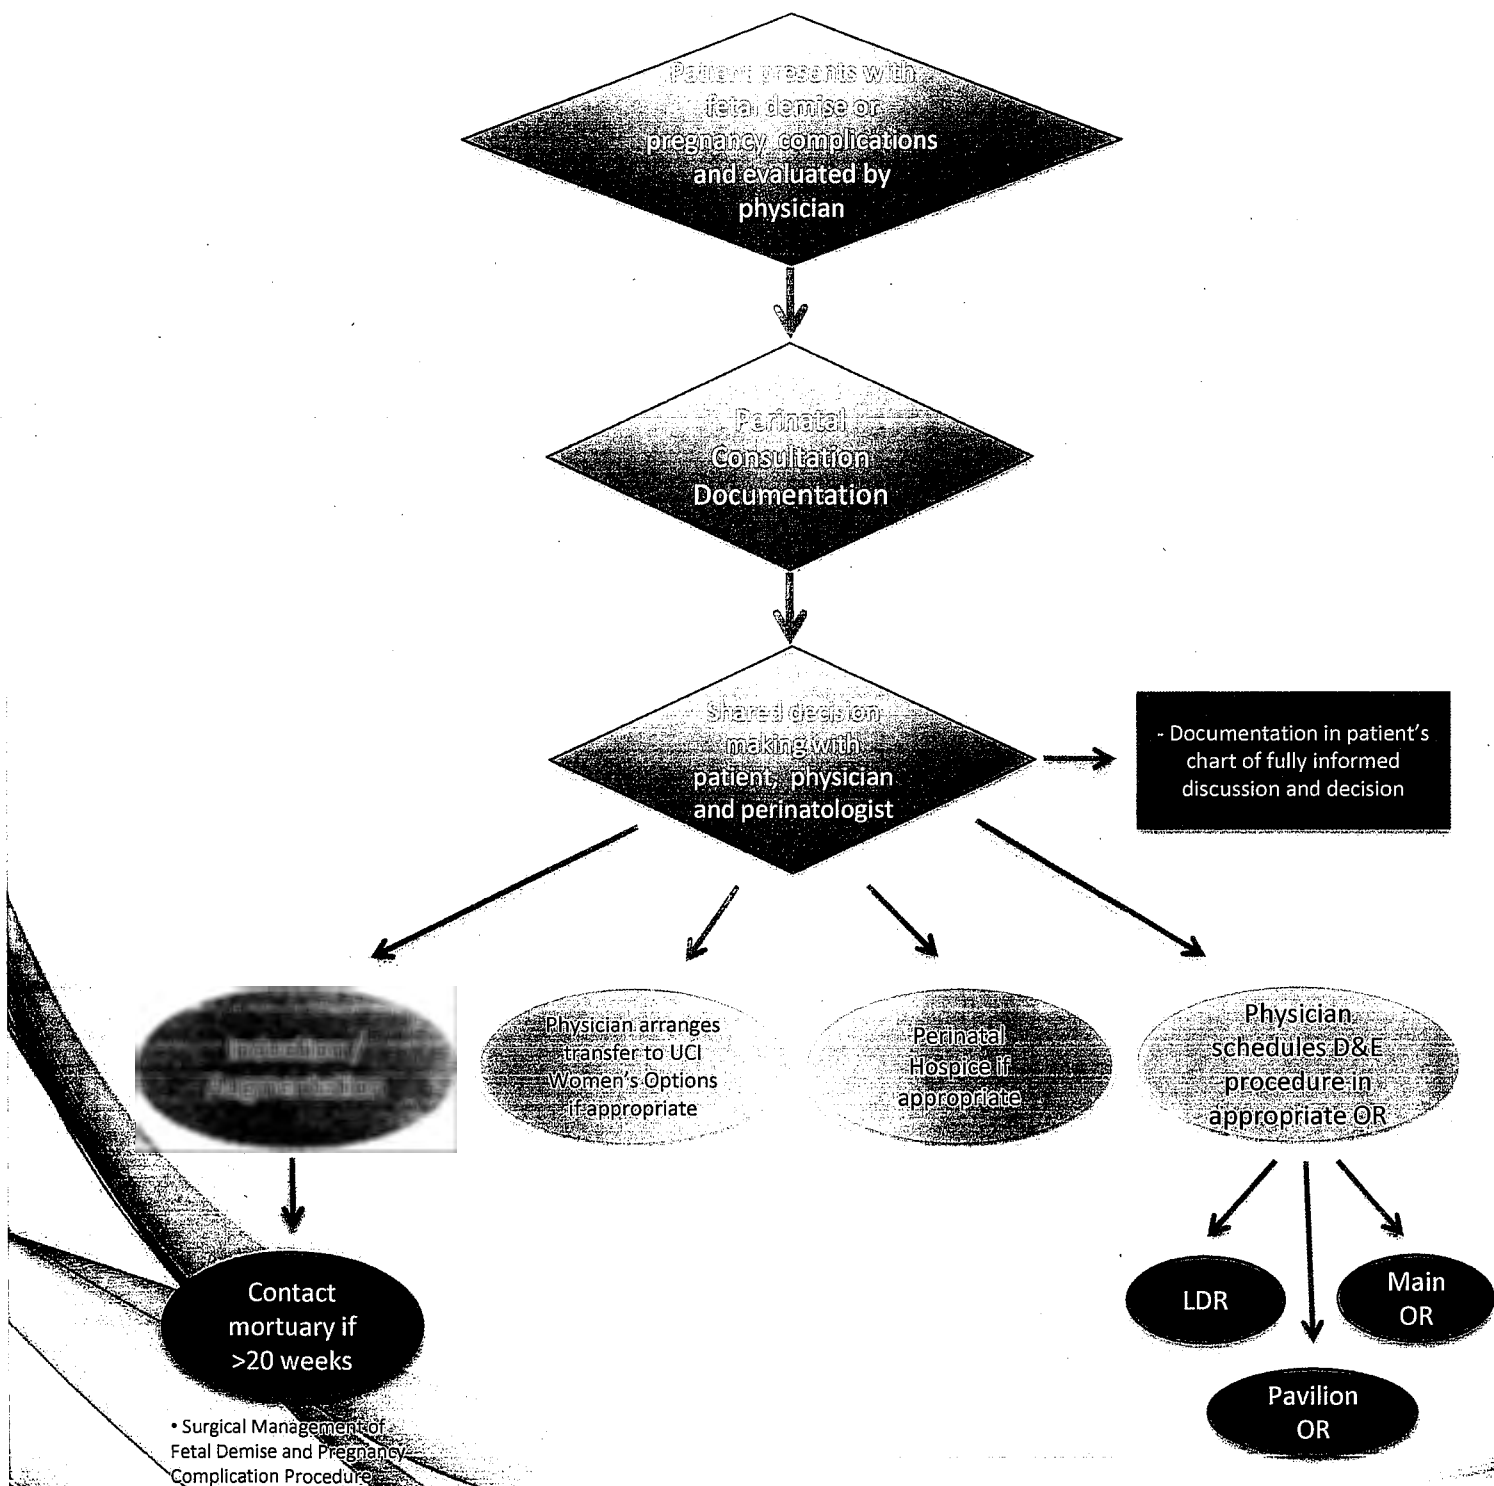 Patient presents with
fetal demise or
pregnancy complications
and evaluated by
physician
Perinatal
Consultation
Documentation
Shared decision
making with
patient, physician
and perinatologist
- Documentation in patient's
chart of fully informed
discussion and decision
Induction/
Augmentation
Physician arranges
transfer to UCI
Women's Options
if appropriate
Perinatal
Hospice if
appropriate
Physician
schedules D&E
procedure in
appropriate OR
Contact
mortuary if
>20 weeks
LDR
Main
OR
Pavilion
OR
• Surgical Management of
Fetal Demise and Pregnancy
Complication Procedure